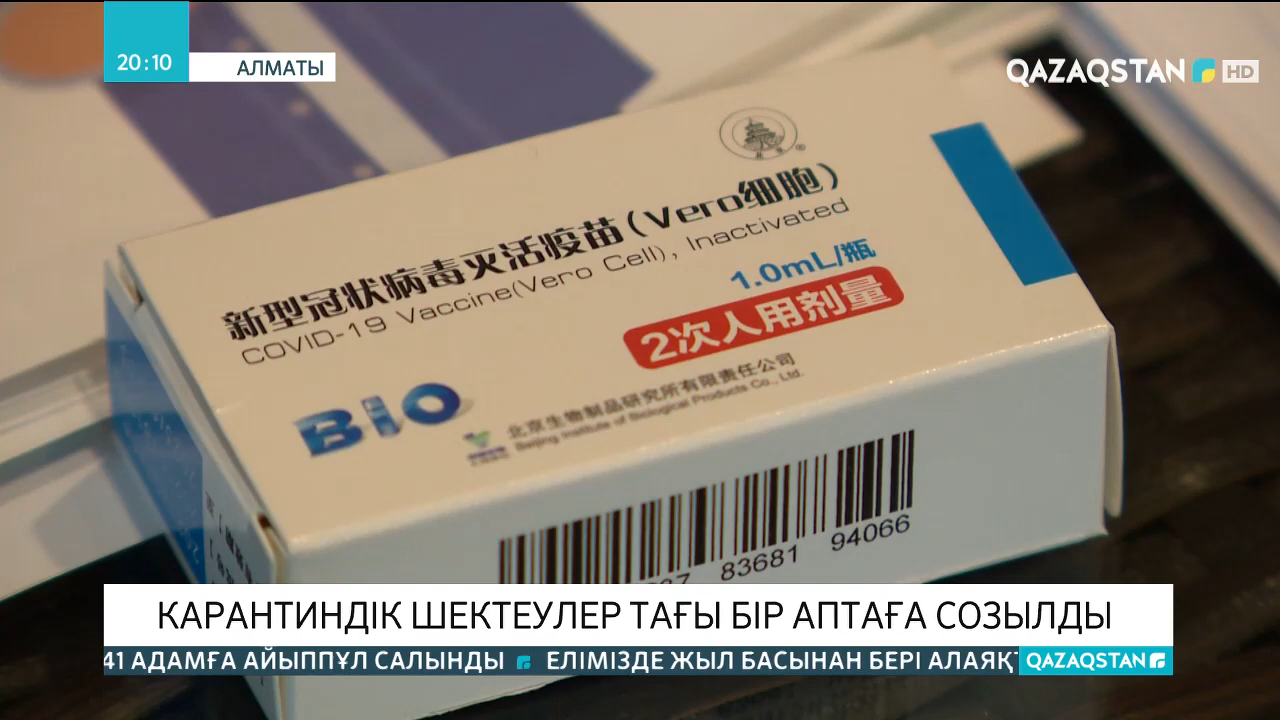 20:10
АЛМАТЫ
QAZAQSTAN HD
新型冠状病毒灭活疫苗(Vero细胞)
COVID-19 Vaccine(Vero Cell), Inactivated
1.0mL/瓶
2次人用剂量
BIO
北京生物制品研究所有限责任公司
Beijing Institute of Biological Products Co., Ltd.
83681 94066
КАРАНТИНДІК ШЕКТЕУЛЕР ТАҒЫ БІР АПТАҒА СОЗЫЛДЫ
41 АДАМҒА АЙЫППҰЛ САЛЫНДЫ ЕЛІМІЗДЕ ЖЫЛ БАСЫНАН БЕРІ АЛАЯҚ
QAZAQSTAN